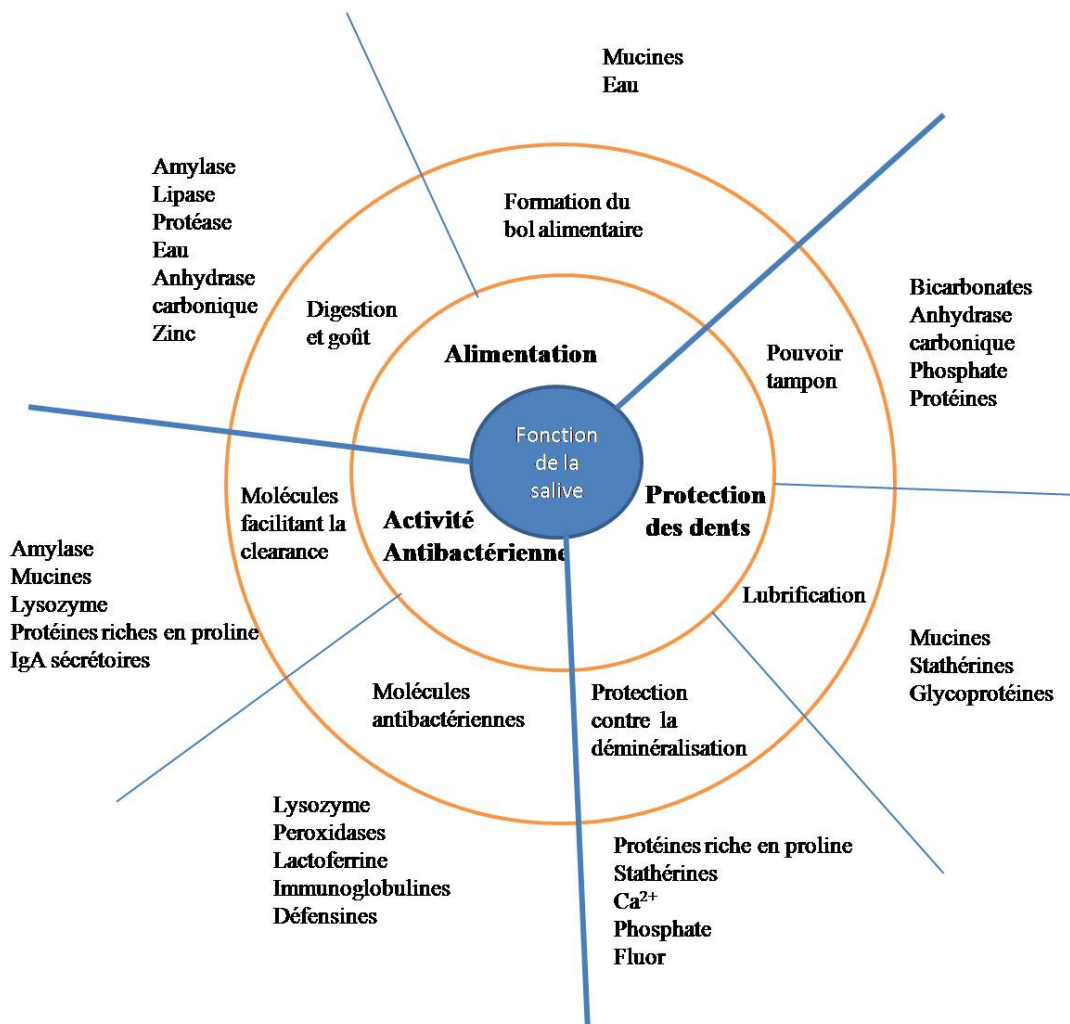 Mucines
Eau
Amylase
Lipase
Protéase
Eau
Anhydrase
carbonique
Zinc
Formation du
bol alimentaire
Digestion
et goût
Alimentation
Pouvoir
tampon
Bicarbonates
Anhydrase
carbonique
Phosphate
Protéines
Fonction
de la
salive
Protection
des dents
Activité
Antibactérienne
Molécules
facilitant la
clearance
Amylase
Mucines
Lysozyme
Protéines riches en proline
IgA sécrétoires
Lubrification
Mucines
Stathérines
Glycoprotéines
Molécules
antibactériennes
Protection
contre la
déminéralisation
Lysozyme
Peroxidases
Lactoferrine
Immunoglobulines
Défensines
Protéines riche en proline
Stathérines
Ca²⁺
Phosphate
Fluor